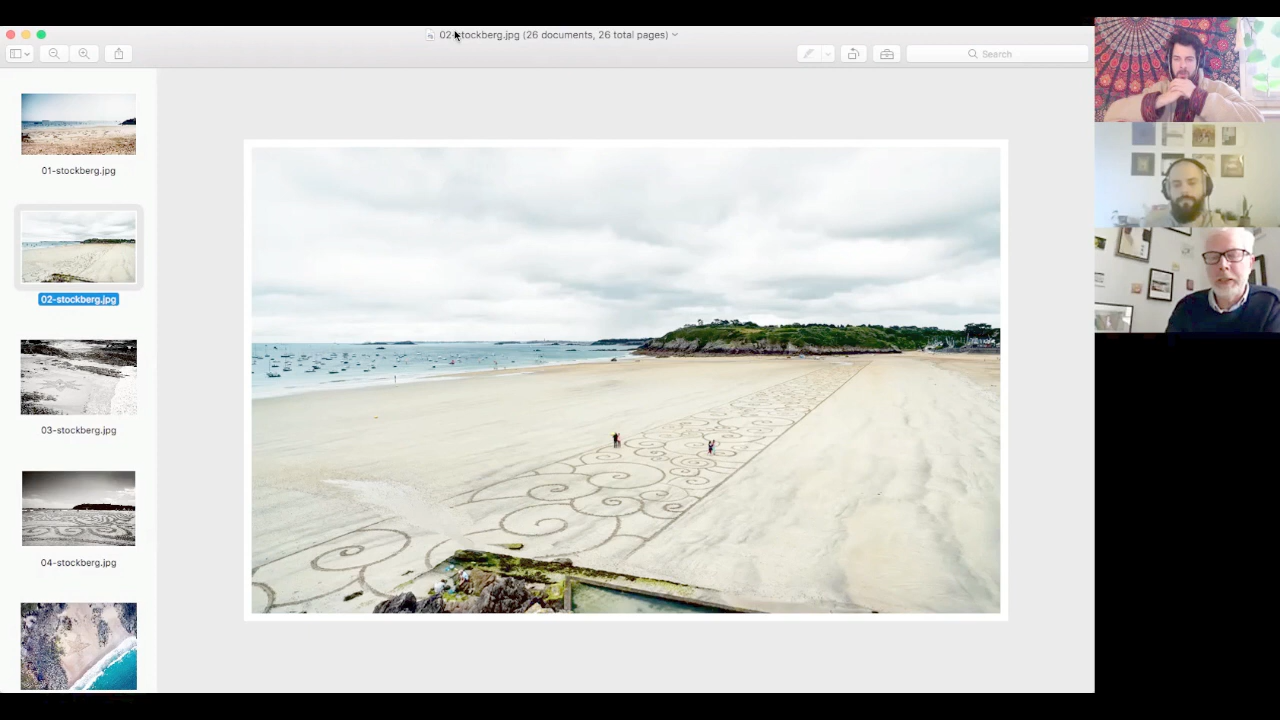 02-stockberg.jpg (26 documents, 26 total pages)
Search
01-stockberg.jpg
02-stockberg.jpg
03-stockberg.jpg
04-stockberg.jpg